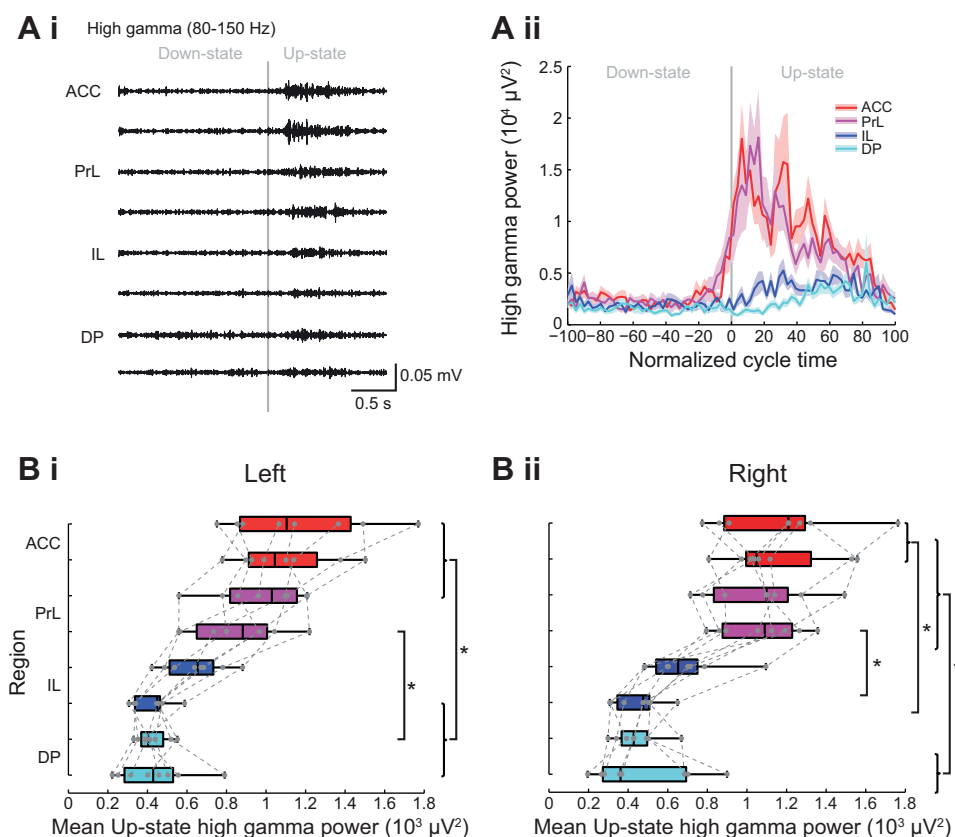 A i
High gamma (80-150 Hz)
Down-state
Up-state
ACC
PrL
IL
DP
0.05 mV
0.5 s
A ii
Down-state
Up-state
High gamma power (10⁴ µV²)
2.5
2
1.5
1
0.5
0
ACC
PrL
IL
DP
−100 −80 −60 −40 −20 0 20 40 60 80 100
Normalized cycle time
B i
Left
Region
ACC
PrL
IL
DP
*
*
0 0.2 0.4 0.6 0.8 1 1.2 1.4 1.6 1.8
Mean Up-state high gamma power (10³ µV²)
B ii
Right
*
*
0 0.2 0.4 0.6 0.8 1 1.2 1.4 1.6 1.8
Mean Up-state high gamma power (10³ µV²)